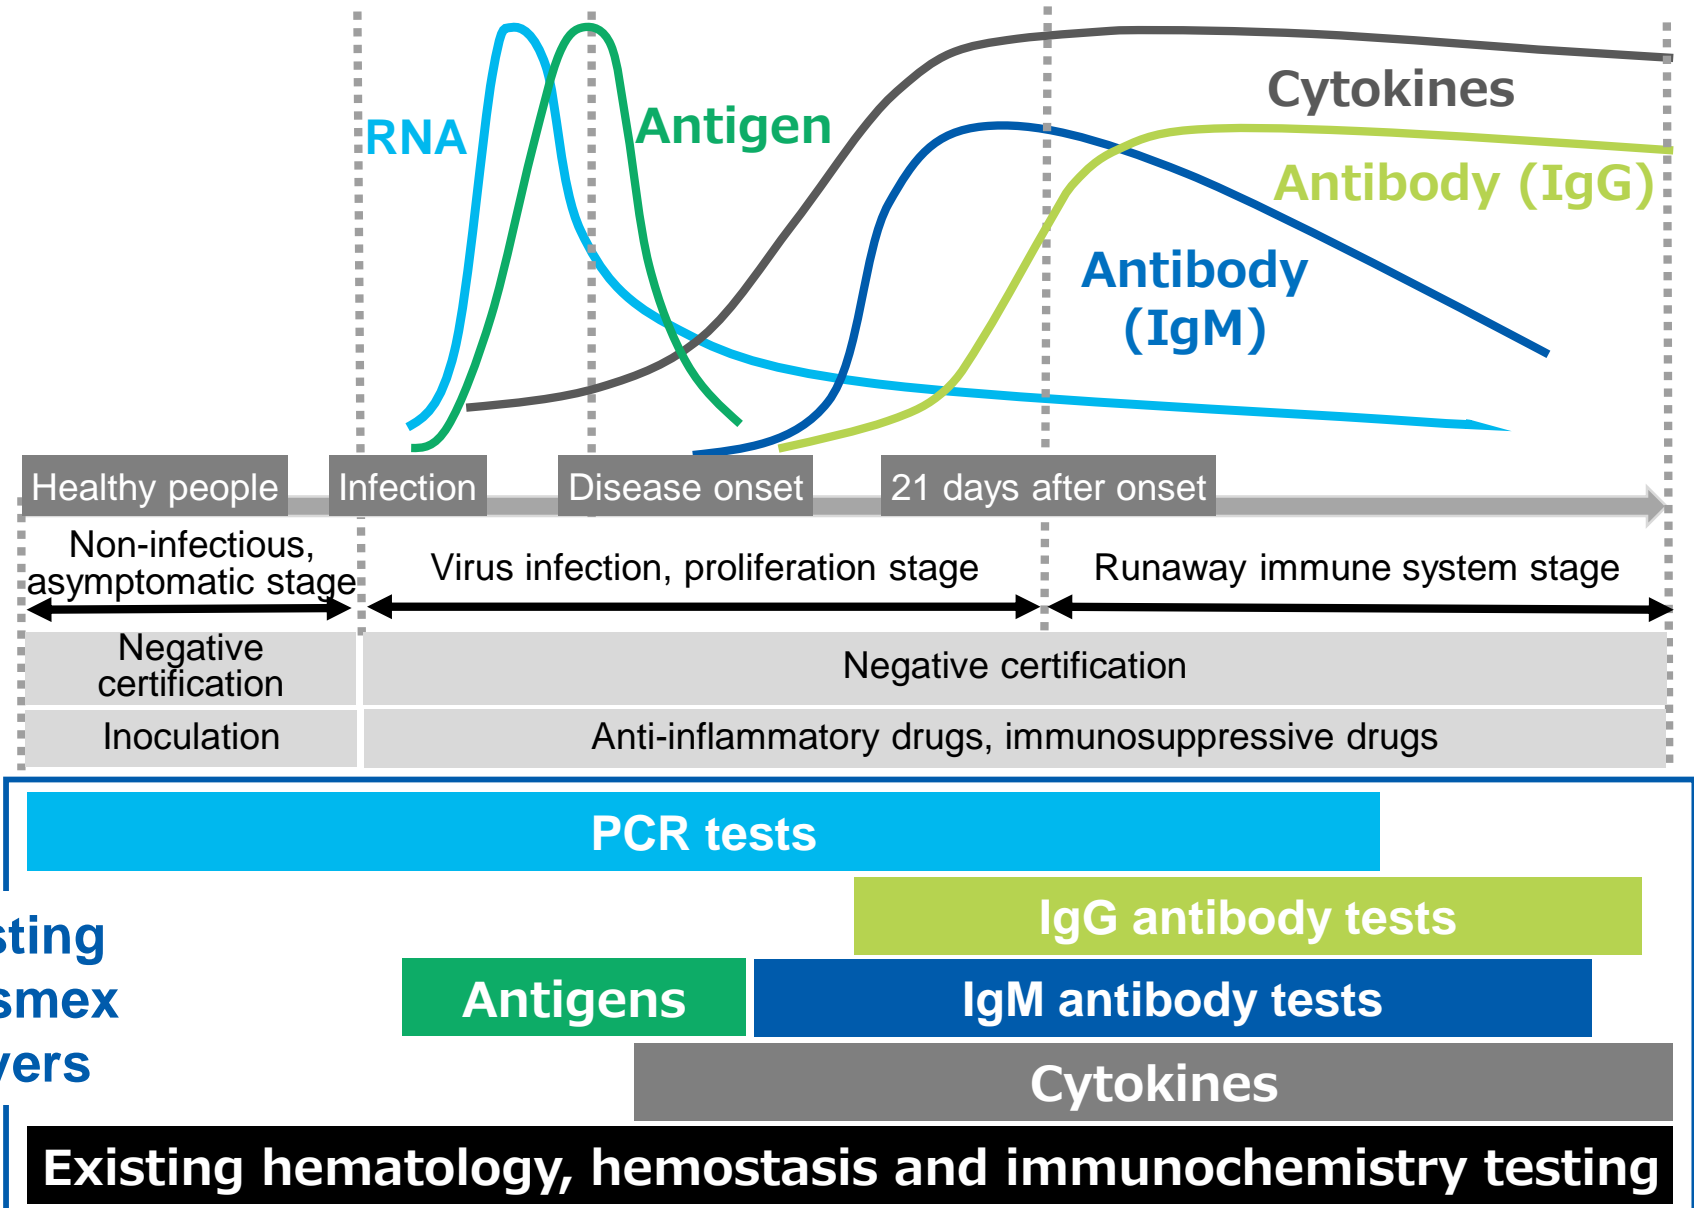 RNA
Antigen
Cytokines
Antibody (IgG)
Antibody
(IgM)
Healthy people
Infection
Disease onset
21 days after onset
Non-infectious,
asymptomatic stage
Virus infection, proliferation stage
Runaway immune system stage
Negative
certification
Negative certification
Inoculation
Anti-inflammatory drugs, immunosuppressive drugs
PCR tests
IgG antibody tests
sting
smex
yers
Antigens
IgM antibody tests
Cytokines
Existing hematology, hemostasis and immunochemistry testing